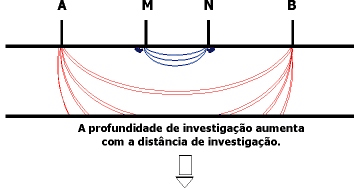 A M N B
A profundidade de investigação aumenta
com a distância de investigação.